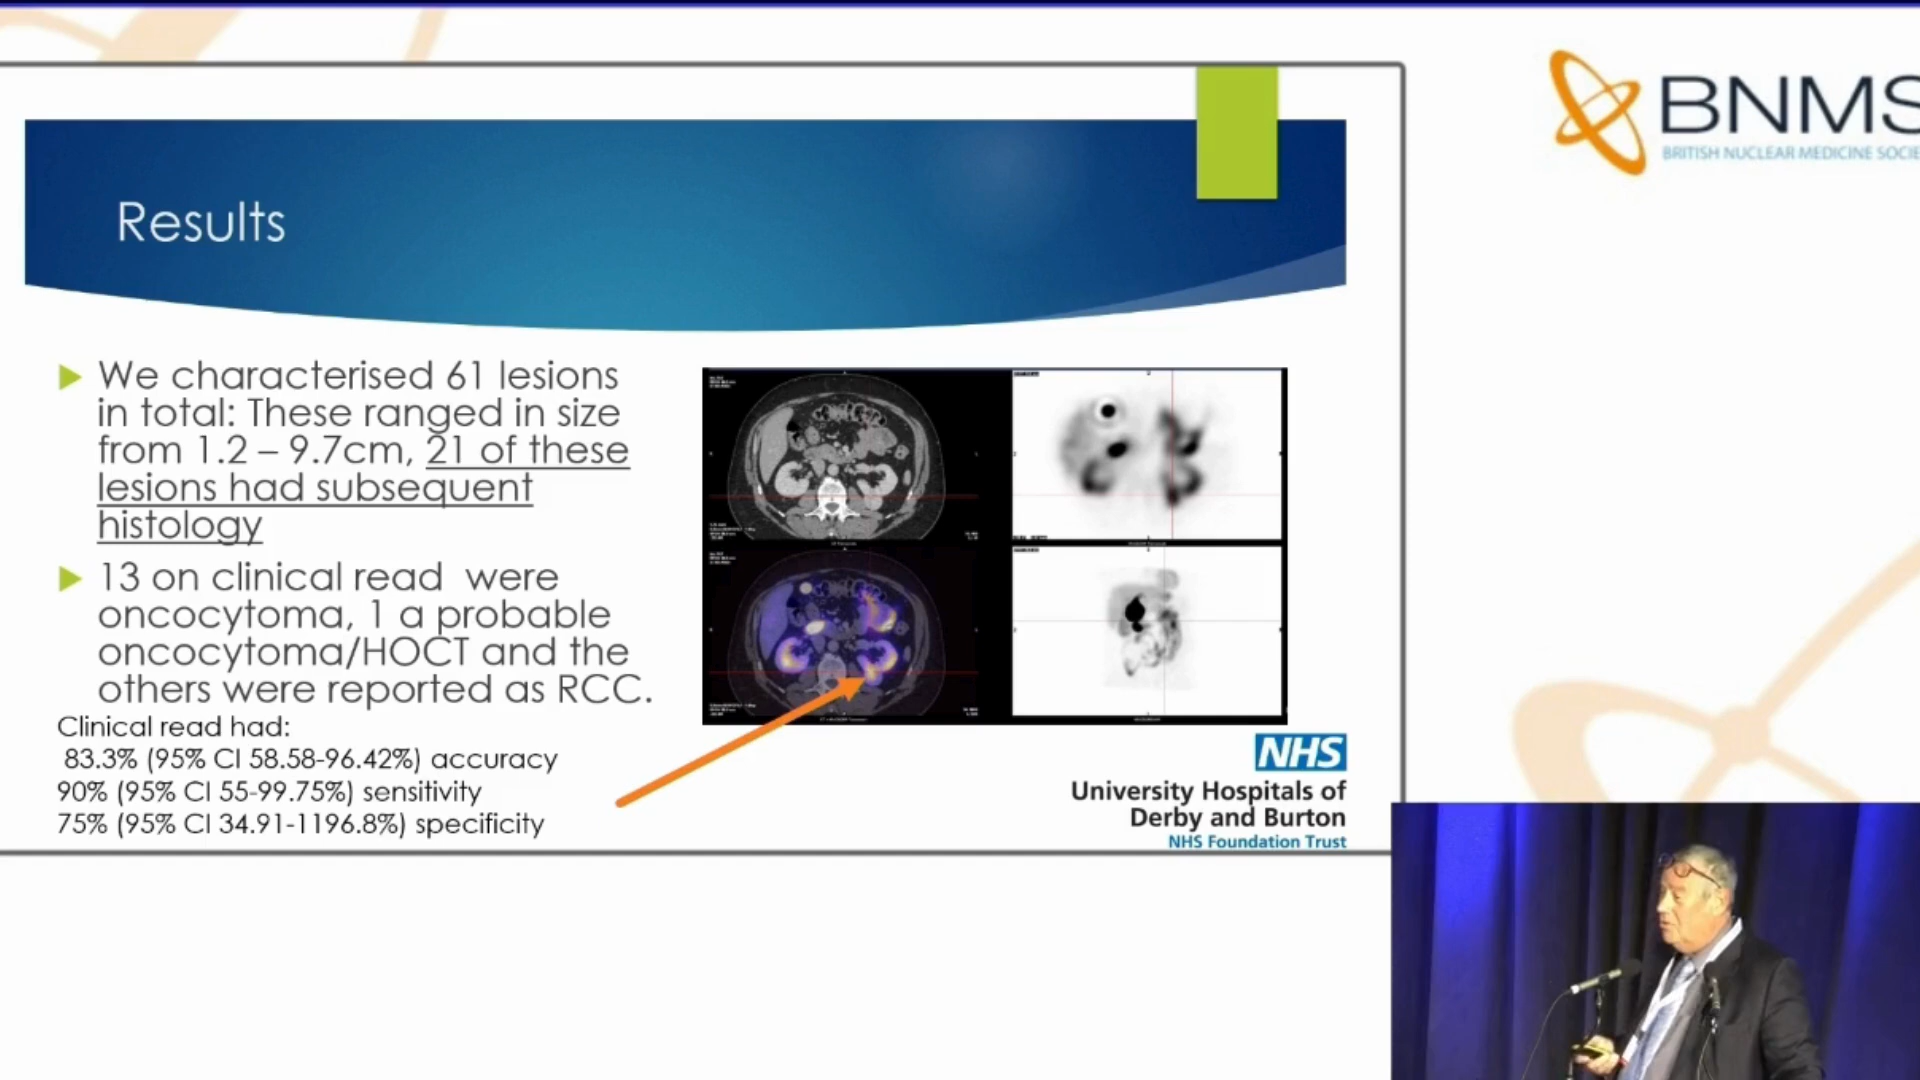 BNMS
BRITISH NUCLEAR MEDICINE SOCIE
Results
We characterised 61 lesions
in total: These ranged in size
from 1.2 – 9.7cm, 21 of these
lesions had subsequent
histology
13 on clinical read were
oncocytoma, 1 a probable
oncocytoma/HOCT and the
others were reported as RCC.
Clinical read had:
83.3% (95% CI 58.58-96.42%) accuracy
90% (95% CI 55-99.75%) sensitivity
75% (95% CI 34.91-1196.8%) specificity
NHS
University Hospitals of
Derby and Burton
NHS Foundation Trust